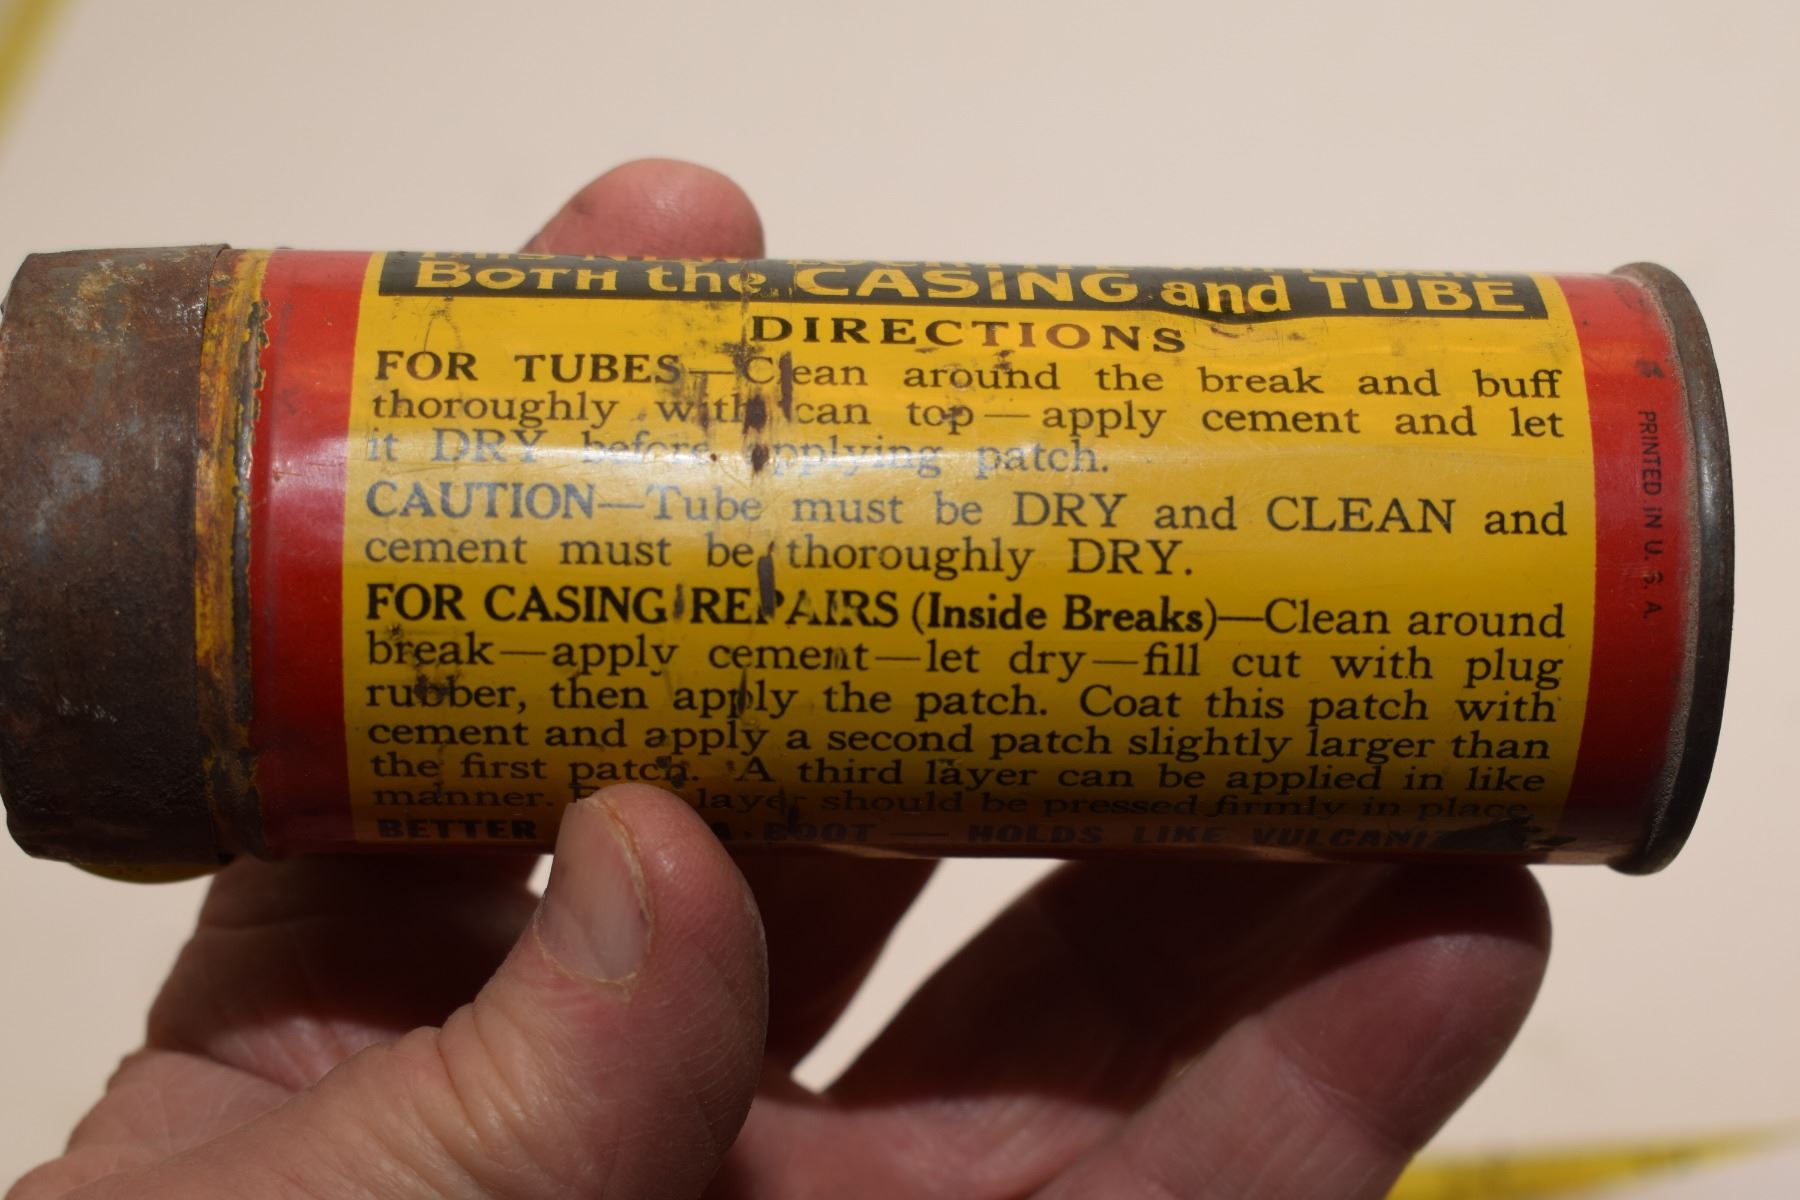 BOTH the CASING and TUBE
DIRECTIONS
FOR TUBES—Clean around the break and buff
thoroughly with can top—apply cement and let
it DRY before applying patch.
CAUTION—Tube must be DRY and CLEAN and
cement must be thoroughly DRY.
FOR CASING REPAIRS (Inside Breaks)—Clean around
break—apply cement—let dry—fill cut with plug
rubber, then apply the patch. Coat this patch with
cement and apply a second patch slightly larger than
the first patch. A third layer can be applied in like
manner. layer should be pressed firmly in place.
BETTER A BOOT — HOLDS LIKE
PRINTED IN U. S. A.